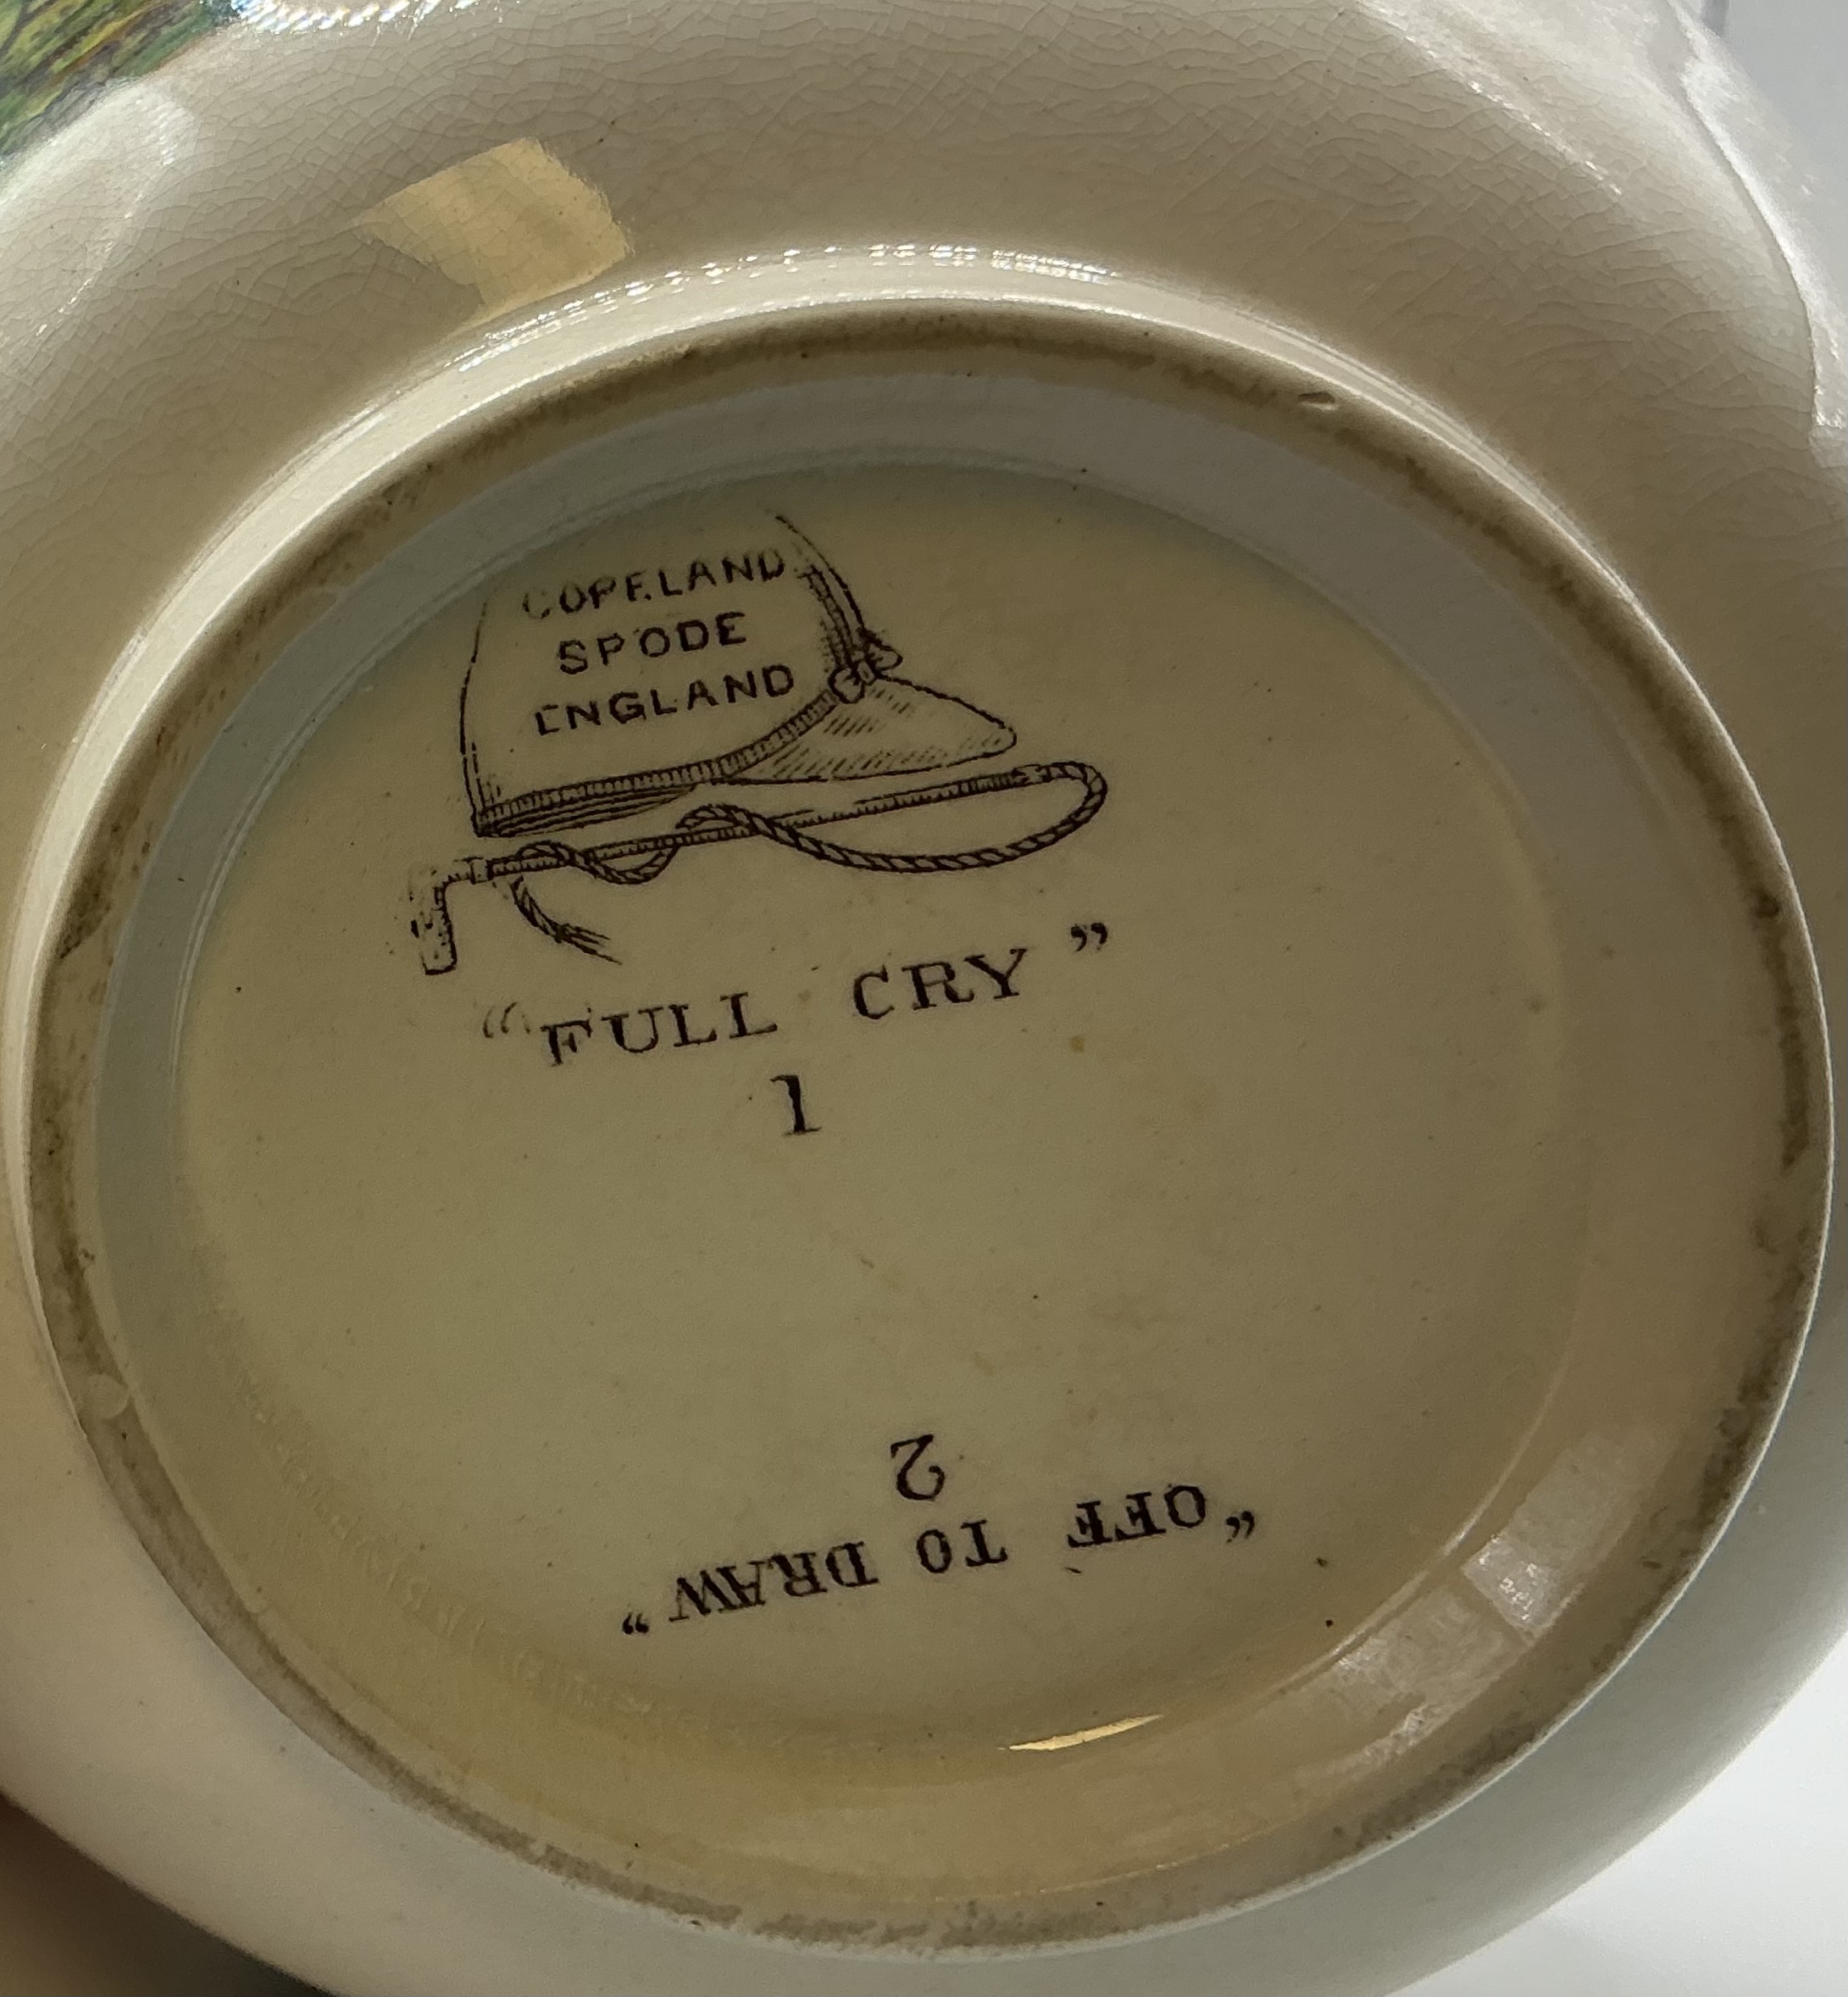 COPELAND
SPODE
ENGLAND
"FULL CRY"
1
"OFF TO DRAW"
2